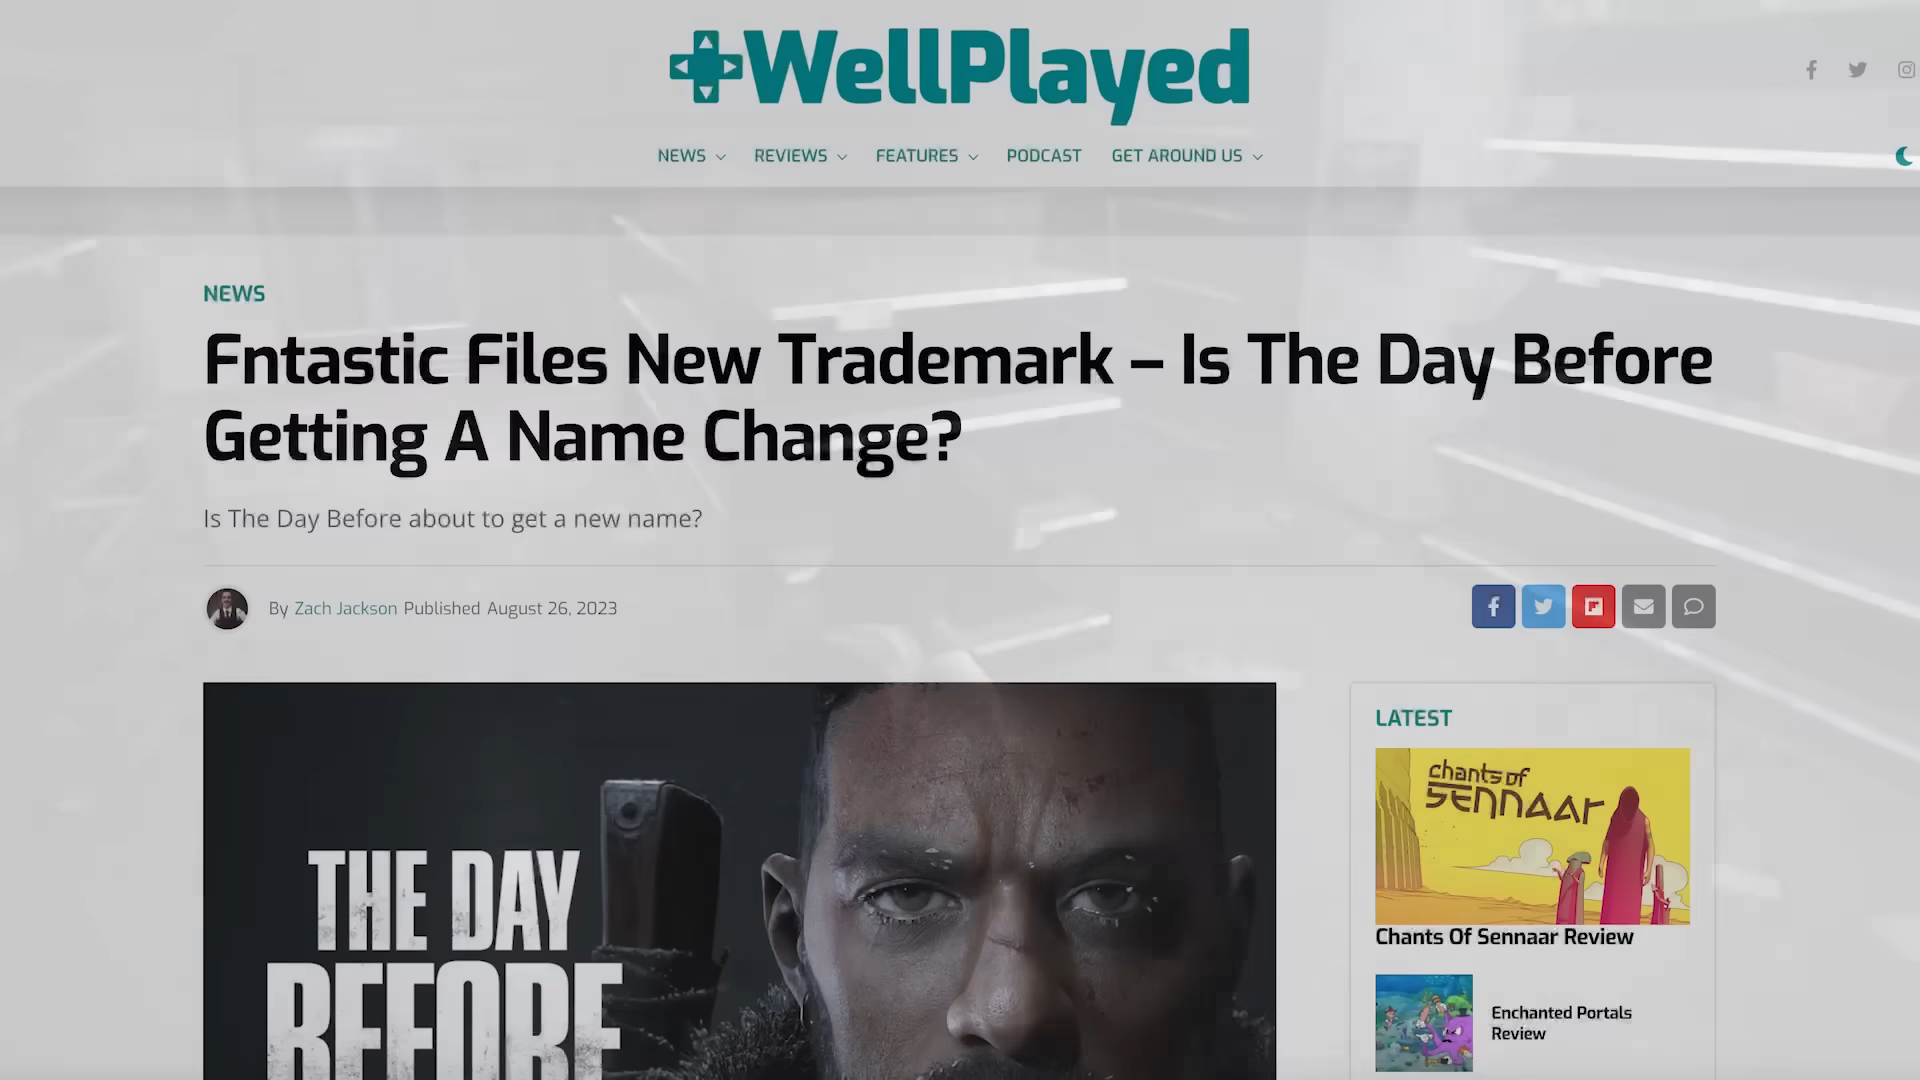 WellPlayed
NEWS
REVIEWS
FEATURES
PODCAST
GET AROUND US
NEWS
Fntastic Files New Trademark – Is The Day Before
Getting A Name Change?
Is The Day Before about to get a new name?
By Zach Jackson Published August 26, 2023
THE DAY
BEFORE
LATEST
chants of
SENNAAR
Chants Of Sennaar Review
Enchanted Portals
Review